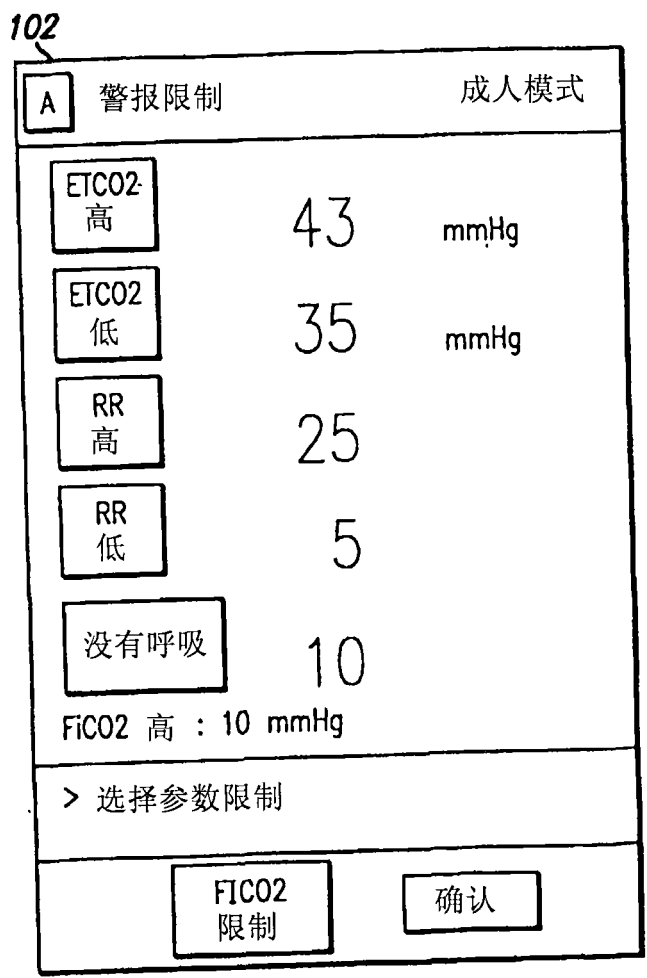 102
A 警报限制 成人模式
ETCO2
高 43 mmHg
ETCO2
低 35 mmHg
RR
高 25
RR
低 5
没有呼吸 10
FiCO2 高 : 10 mmHg
> 选择参数限制
FICO2
限制
确认